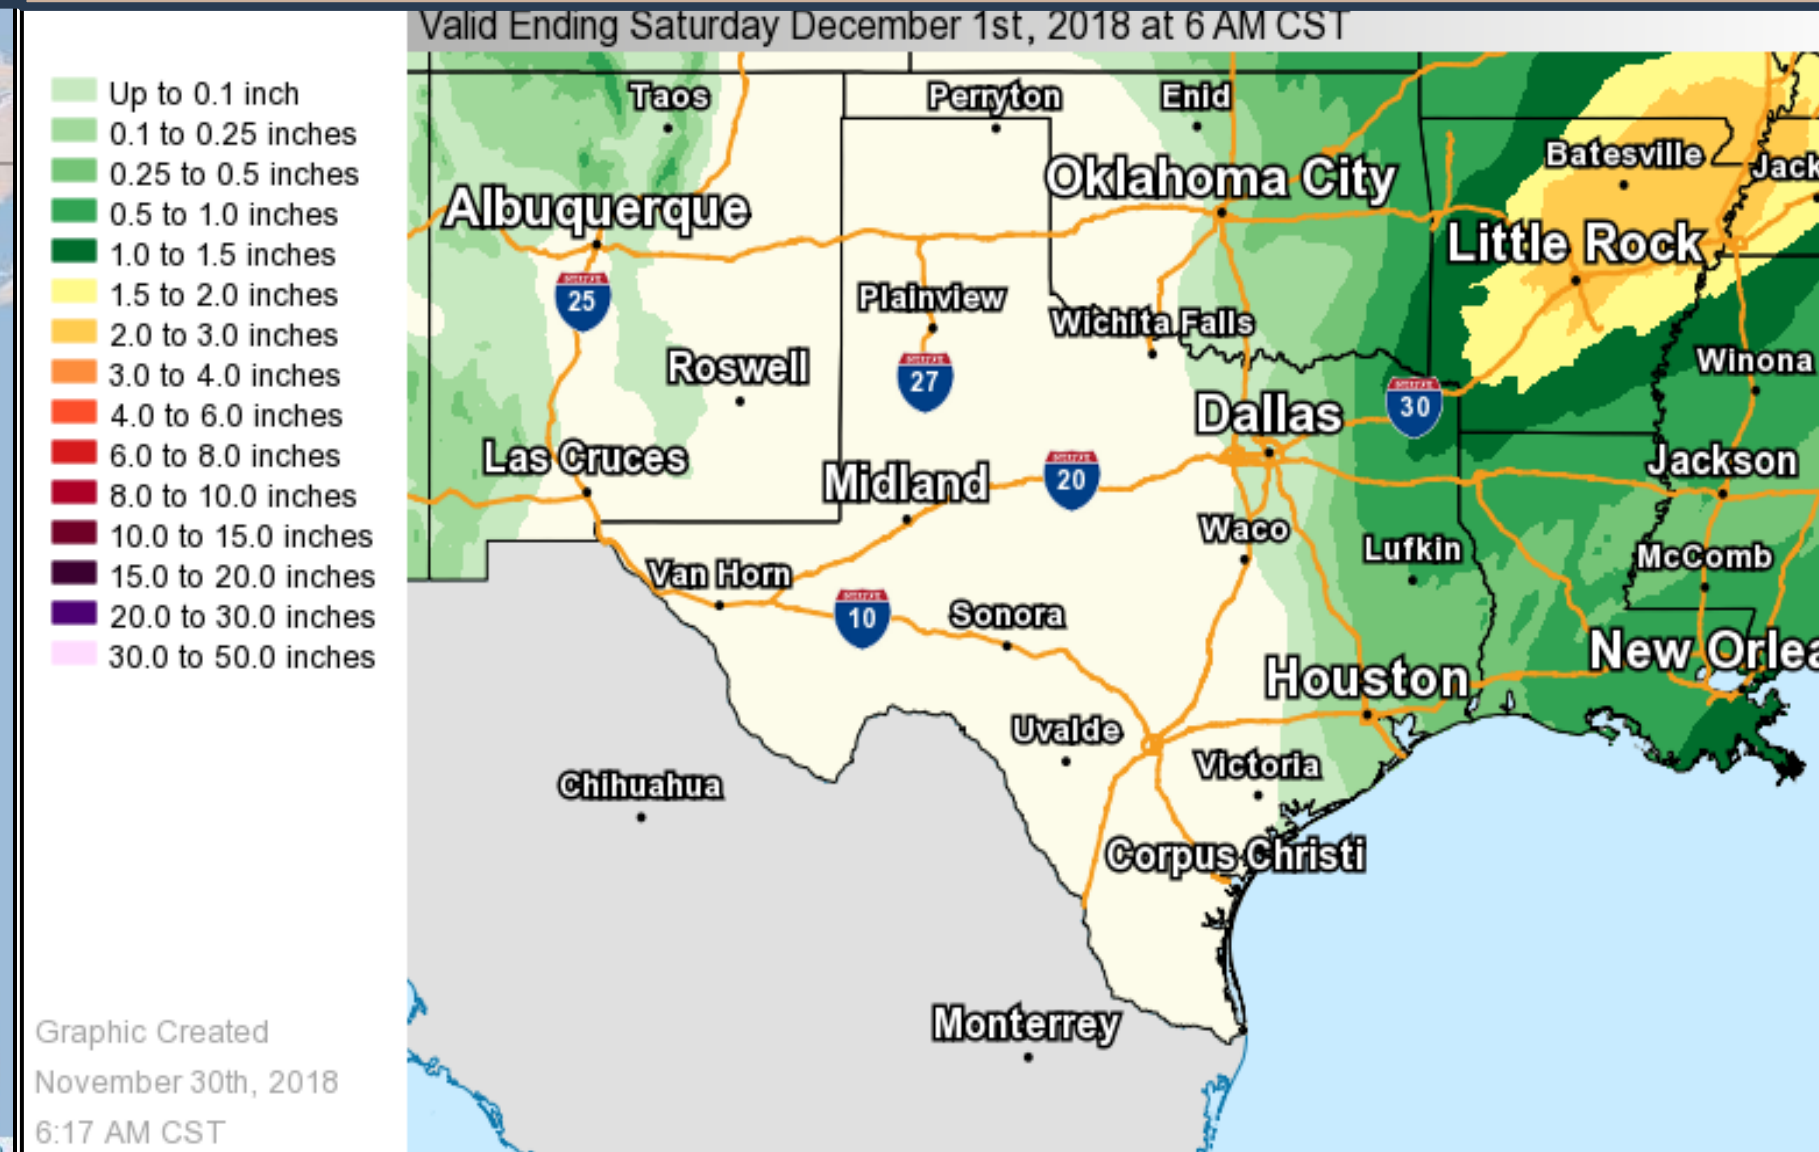 Valid Ending Saturday December 1st, 2018 at 6 AM CST
Up to 0.1 inch
0.1 to 0.25 inches
0.25 to 0.5 inches
0.5 to 1.0 inches
1.0 to 1.5 inches
1.5 to 2.0 inches
2.0 to 3.0 inches
3.0 to 4.0 inches
4.0 to 6.0 inches
6.0 to 8.0 inches
8.0 to 10.0 inches
10.0 to 15.0 inches
15.0 to 20.0 inches
20.0 to 30.0 inches
30.0 to 50.0 inches
Graphic Created
November 30th, 2018
6:17 AM CST
Taos
Perryton
Enid
Batesville
Jack
Oklahoma City
Albuquerque
Little Rock
25
Plainview
Wichita Falls
Roswell
27
Winona
30
Dallas
Las Cruces
Midland
20
Jackson
Waco
Lufkin
McComb
Van Horn
10
Sonora
New Orlea
Houston
Uvalde
Victoria
Chihuahua
Corpus Christi
Monterrey